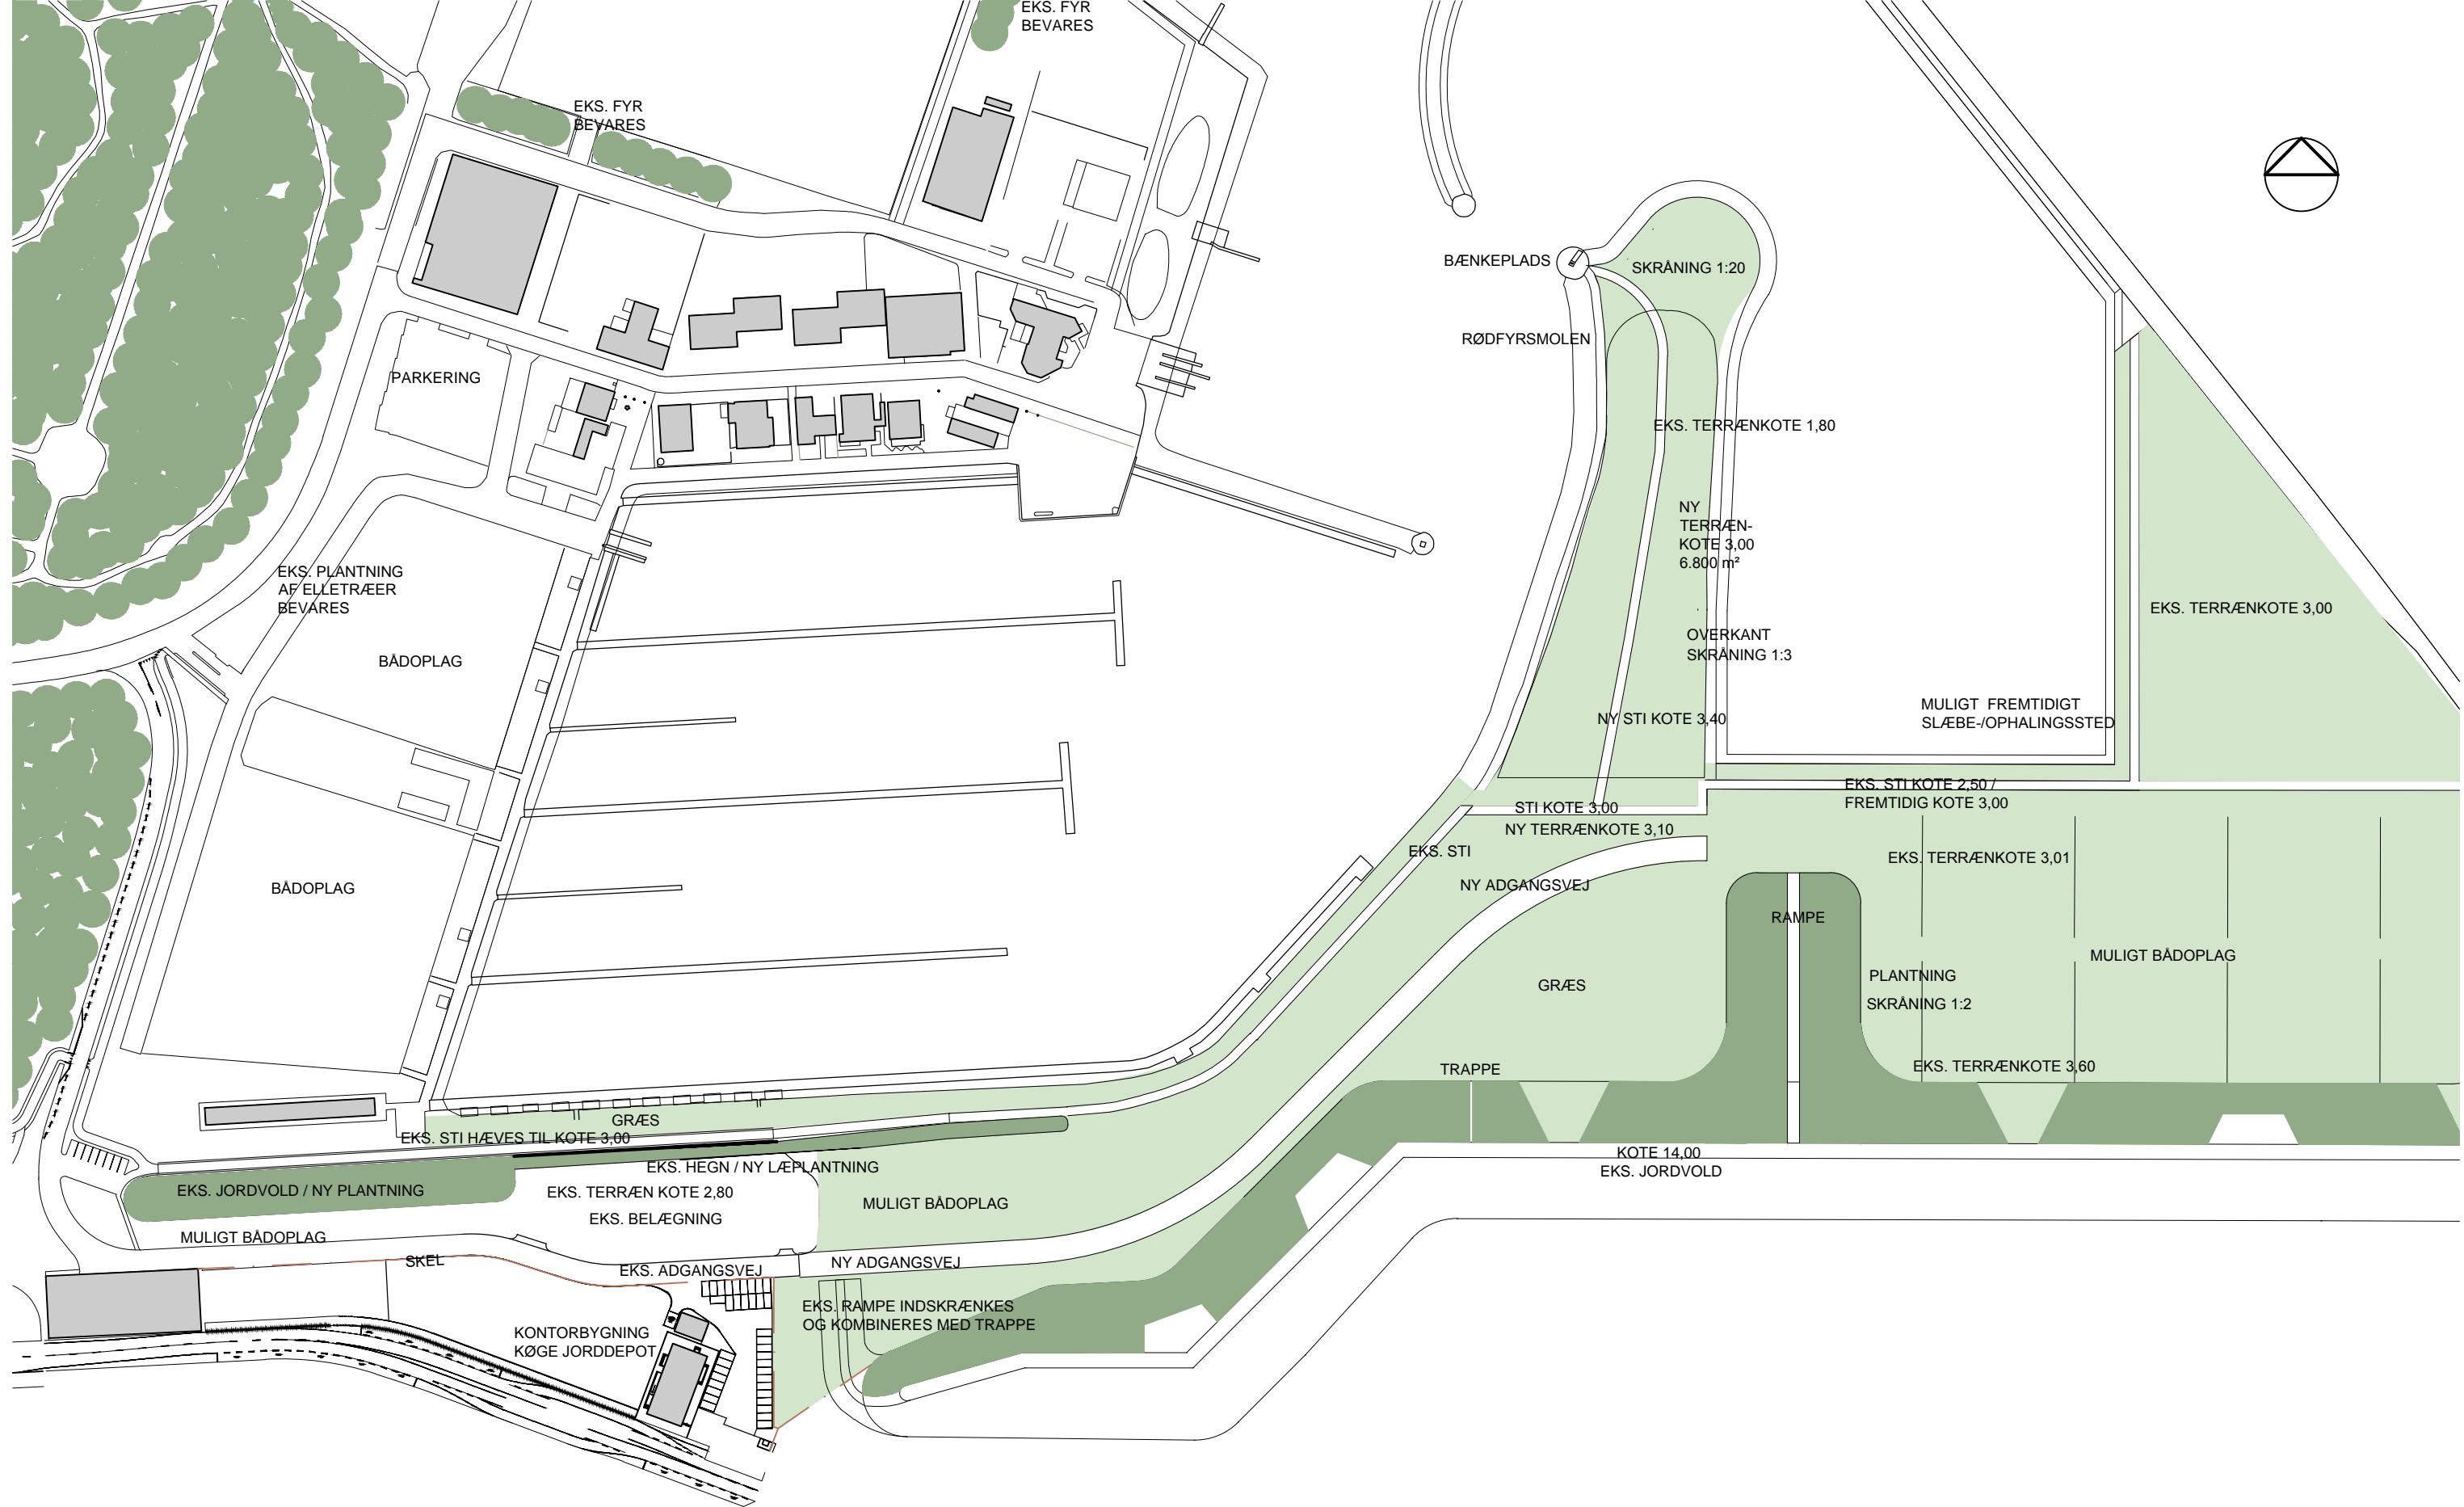 EKS. FYR
BEVARES
EKS. FYR
BEVARES
BÆNKEPLADS
SKRÅNING 1:20
RØDFYRSMOLEN
PARKERING
EKS. TERRÆNKOTE 1,80
NY
TERRÆN-
KOTE 3,00
6.800 m²
EKS. PLANTNING
AF ELLETRÆER
BEVARES
EKS. TERRÆNKOTE 3,00
OVERKANT
SKRÅNING 1:3
BÅDOPLAG
MULIGT FREMTIDIGT
SLÆBE-/OPHALINGSSTED
NY STI KOTE 3,40
EKS. STI KOTE 2,50 /
FREMTIDIG KOTE 3,00
STI KOTE 3,00
NY TERRÆNKOTE 3,10
EKS. STI
EKS. TERRÆNKOTE 3,01
BÅDOPLAG
NY ADGANGSVEJ
RAMPE
MULIGT BÅDOPLAG
GRÆS
PLANTNING
SKRÅNING 1:2
TRAPPE
EKS. TERRÆNKOTE 3,60
GRÆS
EKS. STI HÆVES TIL KOTE 3,00
KOTE 14,00
EKS. JORDVOLD
EKS. HEGN / NY LÆPLANTNING
EKS. JORDVOLD / NY PLANTNING
EKS. TERRÆN KOTE 2,80
EKS. BELÆGNING
MULIGT BÅDOPLAG
MULIGT BÅDOPLAG
SKEL
EKS. ADGANGSVEJ
NY ADGANGSVEJ
EKS. RAMPE INDSKRÆNKES
OG KOMBINERES MED TRAPPE
KONTORBYGNING
KØGE JORDDEPOT